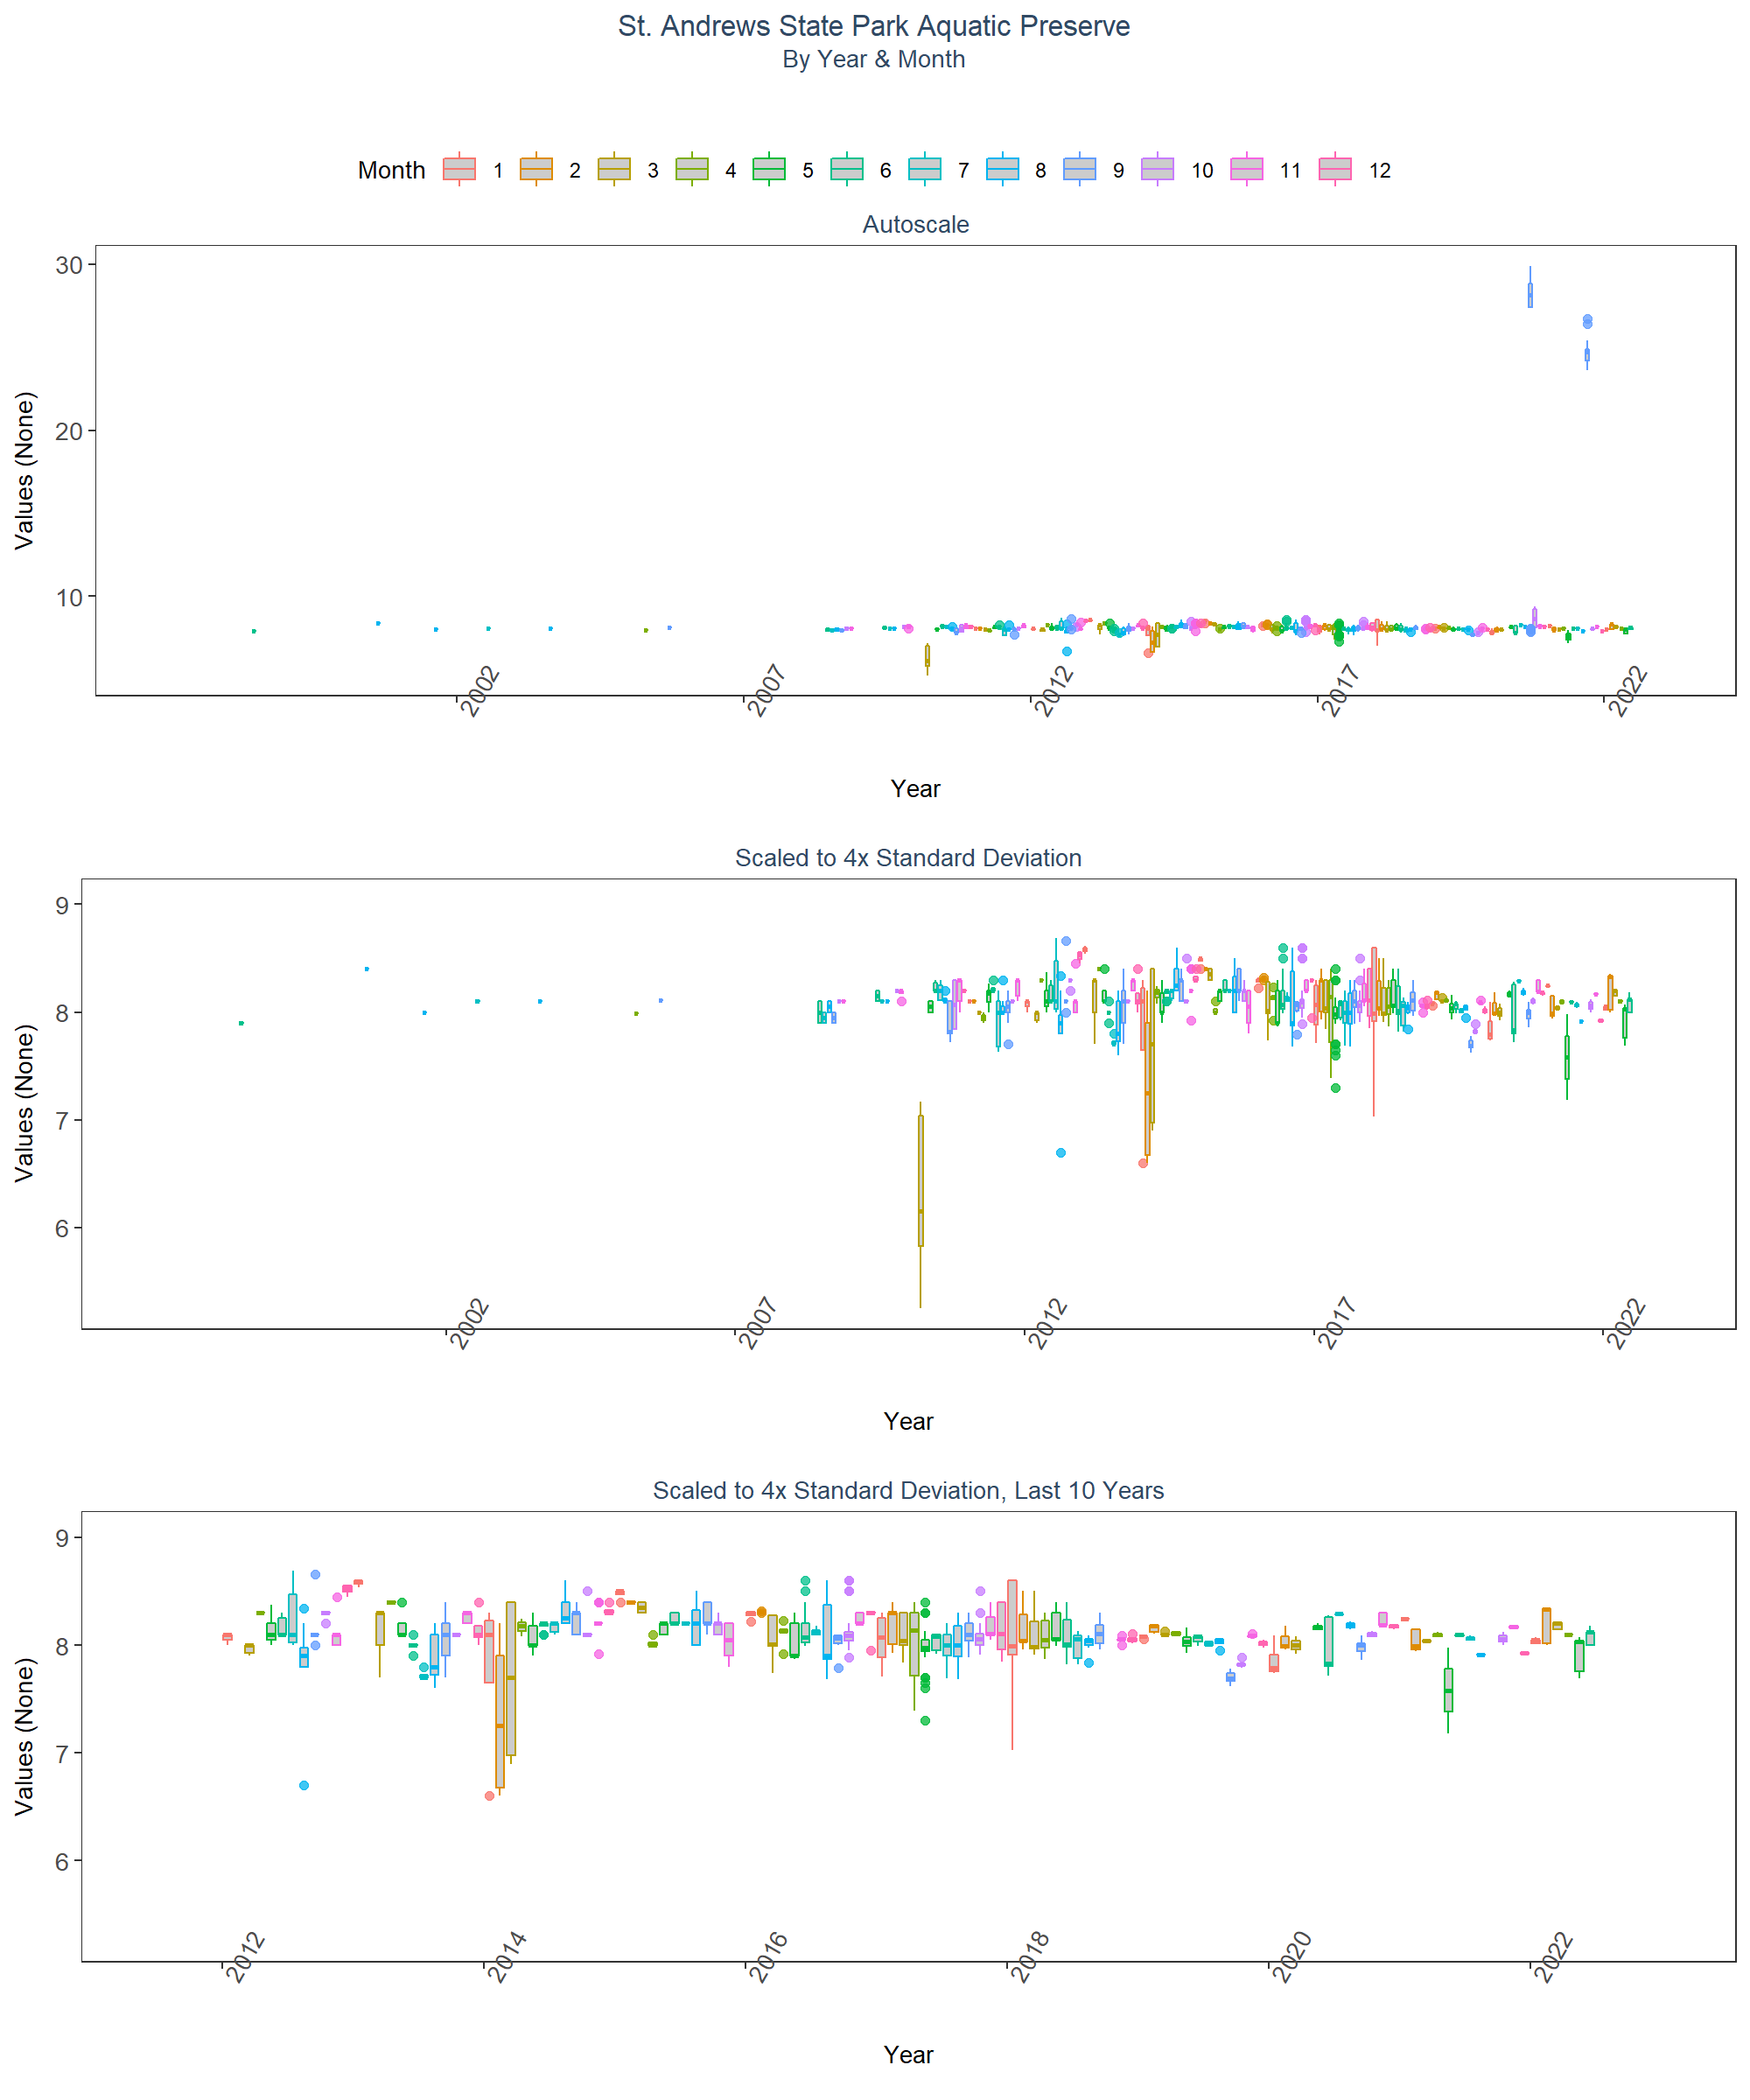 St. Andrews State Park Aquatic Preserve
By Year & Month
Month 1 2 3 4 5 6 7 8 9 10 11 12
Autoscale
30
20
10
Values (None)
2002 2007 2012 2017 2022
Year
Scaled to 4x Standard Deviation
9
8
7
6
Values (None)
2002 2007 2012 2017 2022
Year
Scaled to 4x Standard Deviation, Last 10 Years
9
8
7
6
Values (None)
2012 2014 2016 2018 2020 2022
Year